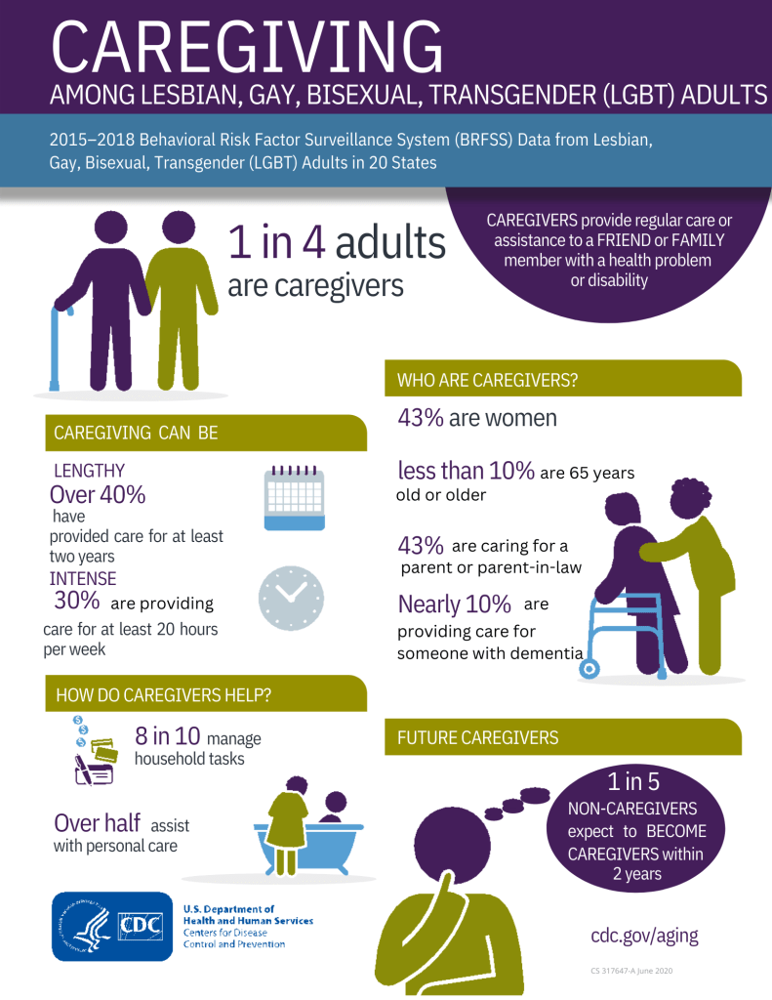 CAREGIVING
AMONG LESBIAN, GAY, BISEXUAL, TRANSGENDER (LGBT) ADULTS
2015–2018 Behavioral Risk Factor Surveillance System (BRFSS) Data from Lesbian,
Gay, Bisexual, Transgender (LGBT) Adults in 20 States
1 in 4 adults
are caregivers
CAREGIVERS provide regular care or
assistance to a FRIEND or FAMILY
member with a health problem
or disability
CAREGIVING CAN BE
LENGTHY
Over 40%
have
provided care for at least
two years
INTENSE
30% are providing
care for at least 20 hours
per week
WHO ARE CAREGIVERS?
43% are women
less than 10% are 65 years
old or older
43% are caring for a
parent or parent-in-law
Nearly 10% are
providing care for
someone with dementia
HOW DO CAREGIVERS HELP?
$
$
$
8 in 10 manage
household tasks
Over half assist
with personal care
FUTURE CAREGIVERS
1 in 5
NON-CAREGIVERS
expect to BECOME
CAREGIVERS within
2 years
CDC
U.S. Department of
Health and Human Services
Centers for Disease
Control and Prevention
cdc.gov/aging
CS 317647-A June 2020